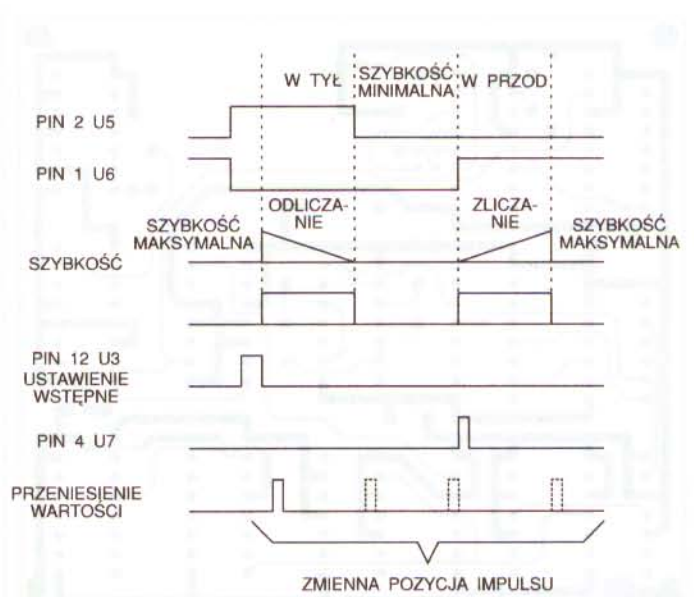 W TYŁ
SZYBKOŚĆ
MINIMALNA
W PRZOD
PIN 2 U5
PIN 1 U6
ODLICZA-
NIE
ZLICZA-
NIE
SZYBKOŚĆ
MAKSYMALNA
SZYBKOŚĆ
MAKSYMALNA
SZYBKOŚĆ
PIN 12 U3
USTAWIENIE
WSTĘPNE
PIN 4 U7
PRZENIESIENIE
WARTOŚCI
ZMIENNA POZYCJA IMPULSU